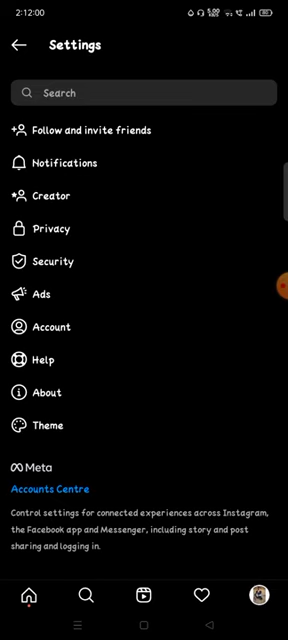 2:12:00
5.00
Settings
Search
Follow and invite friends
Notifications
Creator
Privacy
Security
Ads
Account
Help
About
Theme
Meta
Accounts Centre
Control settings for connected experiences across Instagram,
the Facebook app and Messenger, including story and post
sharing and logging in.